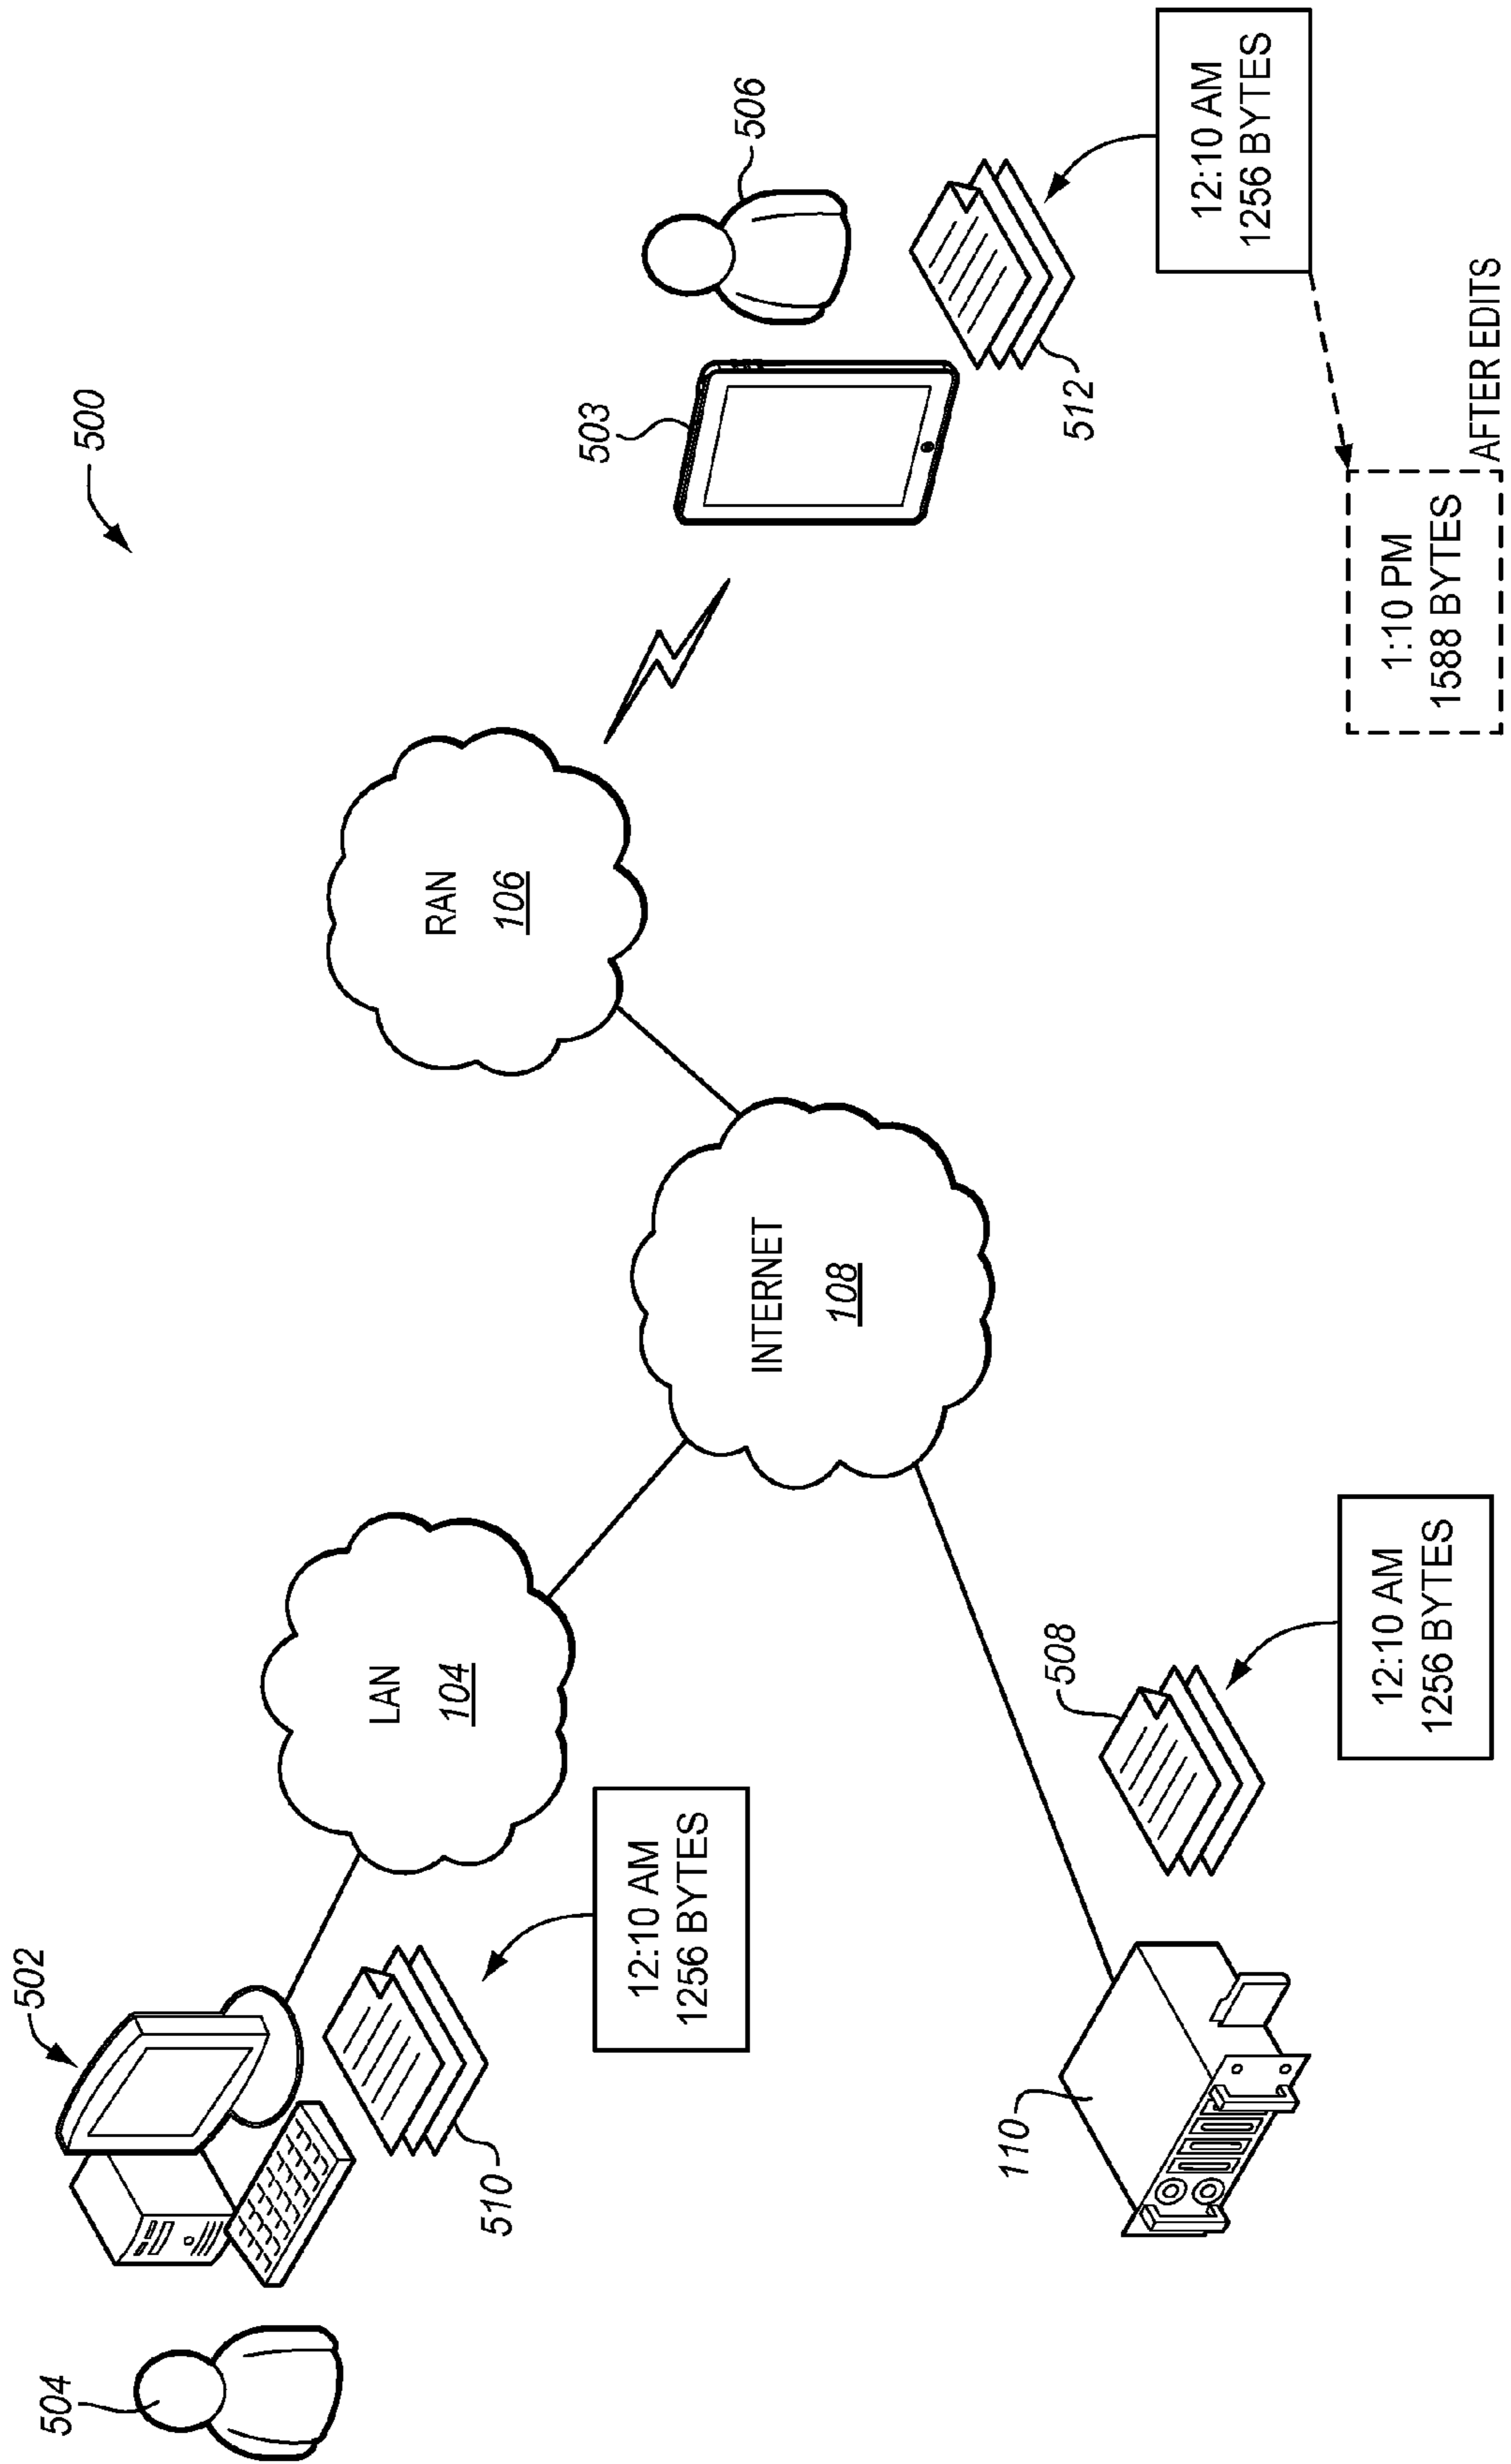 500
504
502
510
12:10 AM
1256 BYTES
LAN
104
INTERNET
108
RAN
106
503
506
512
12:10 AM
1256 BYTES
1:10 PM
1588 BYTES
AFTER EDITS
110
508
12:10 AM
1256 BYTES